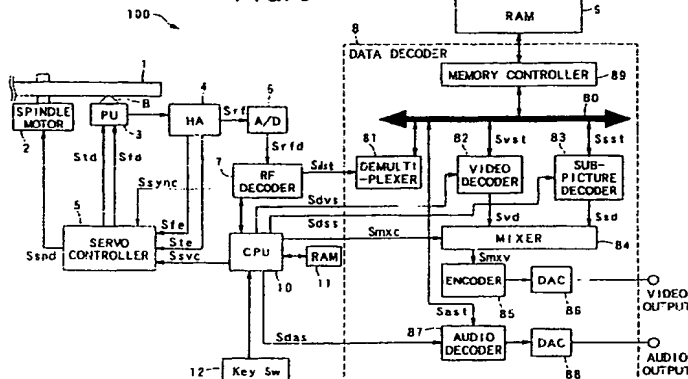 100
RAM
S
8
DATA DECODER
MEMORY CONTROLLER
89
80
1
B
SPINDLE MOTOR
2
PU
3
4
HA
Srf
6
A/D
Srfd
7
RF DECODER
Sdst
81
DEMULTI-PLEXER
82
Svst
VIDEO DECODER
83
Ssst
SUB-PICTURE DECODER
Std
Sfd
Ssync
Sdvs
Sdss
Svd
Ssd
5
SERVO CONTROLLER
Sfe
Ste
Ssvc
Ssnd
CPU
10
RAM
11
Smxc
MIXER
84
Smxv
ENCODER
85
DAC
86
VIDEO OUTPUT
Sast
Sdas
87
AUDIO DECODER
DAC
88
AUDIO OUTPUT
12
Key Sw